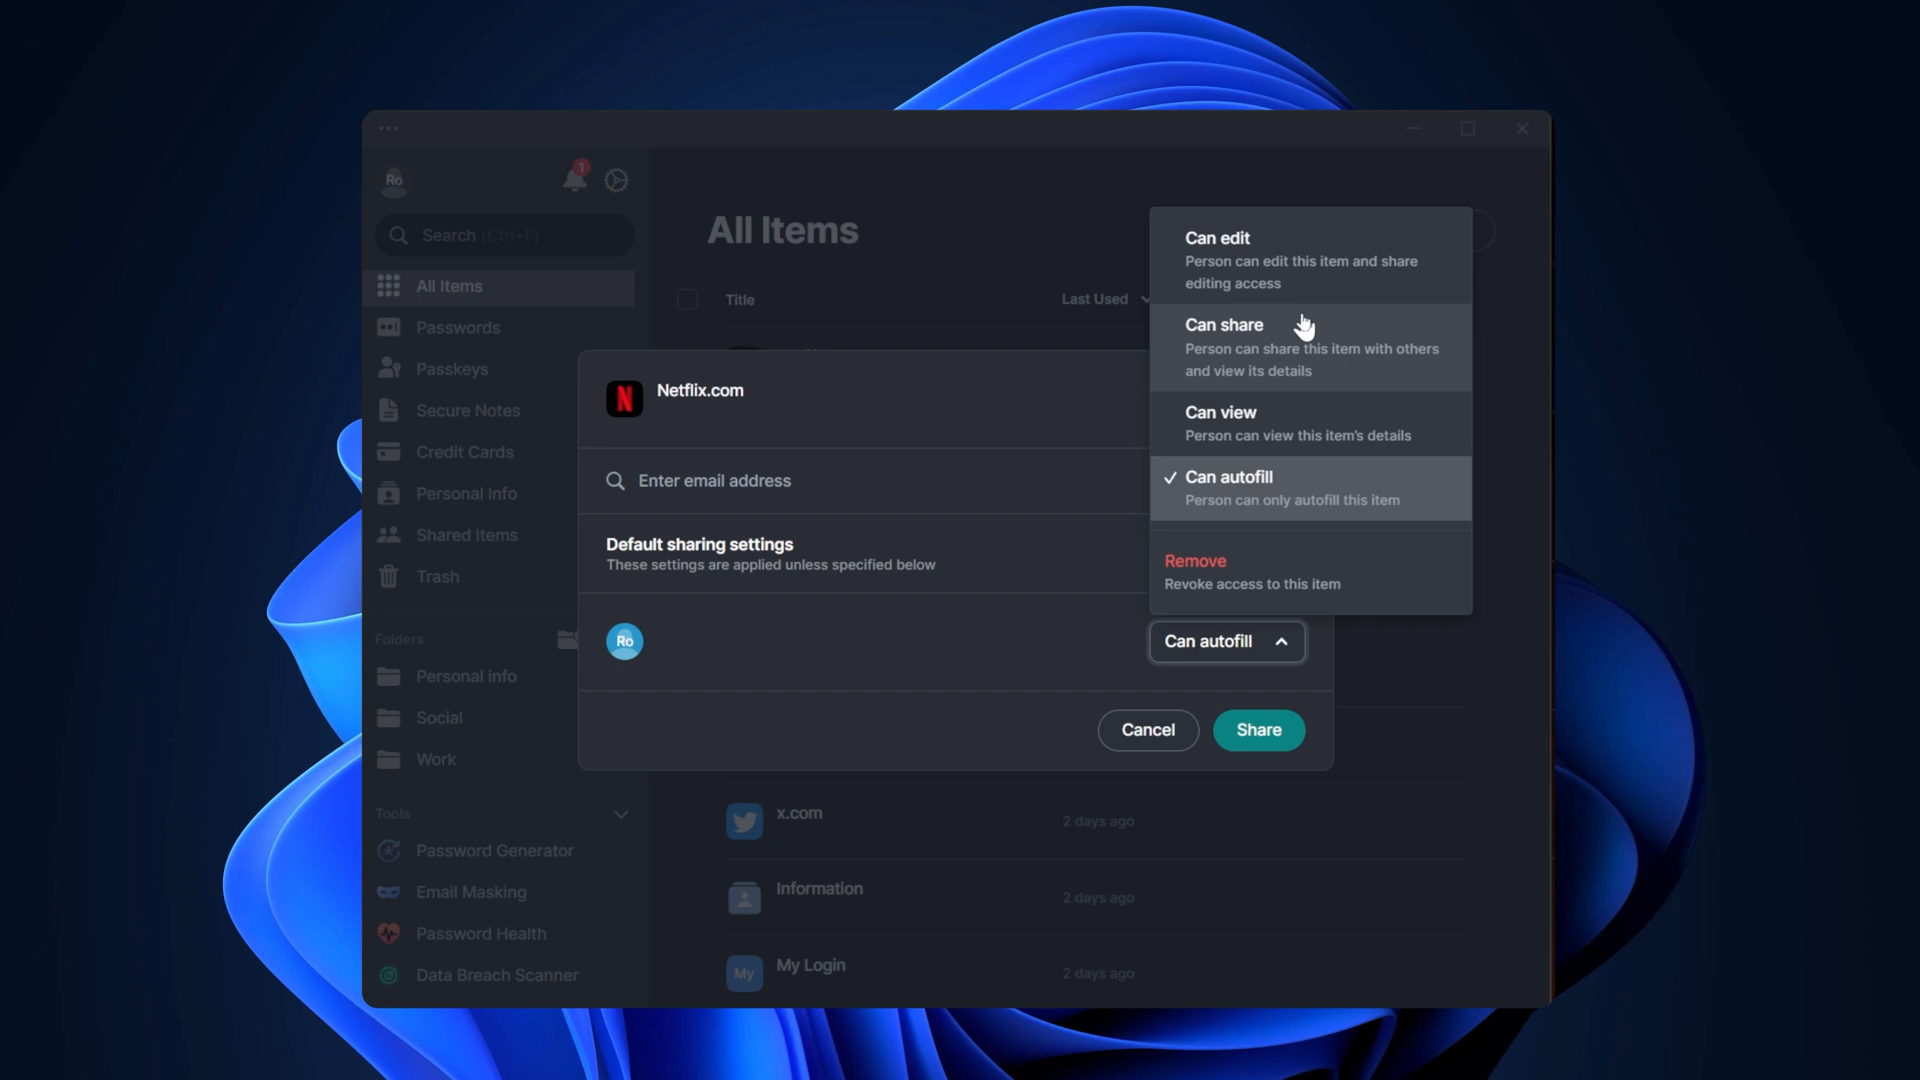 Ro
1
Search (Ctrl+F)
All Items
Passwords
Passkeys
Secure Notes
Credit Cards
Personal Info
Shared Items
Trash
Folders
Personal info
Social
Work
Tools
Password Generator
Email Masking
Password Health
Data Breach Scanner
All Items
Title
Last Used
N
Netflix.com
Enter email address
Default sharing settings
These settings are applied unless specified below
Ro
Can edit
Person can edit this item and share
editing access
Can share
Person can share this item with others
and view its details
Can view
Person can view this item's details
Can autofill
Person can only autofill this item
Remove
Revoke access to this item
Can autofill
Cancel
Share
x.com
2 days ago
Information
2 days ago
My
My Login
2 days ago